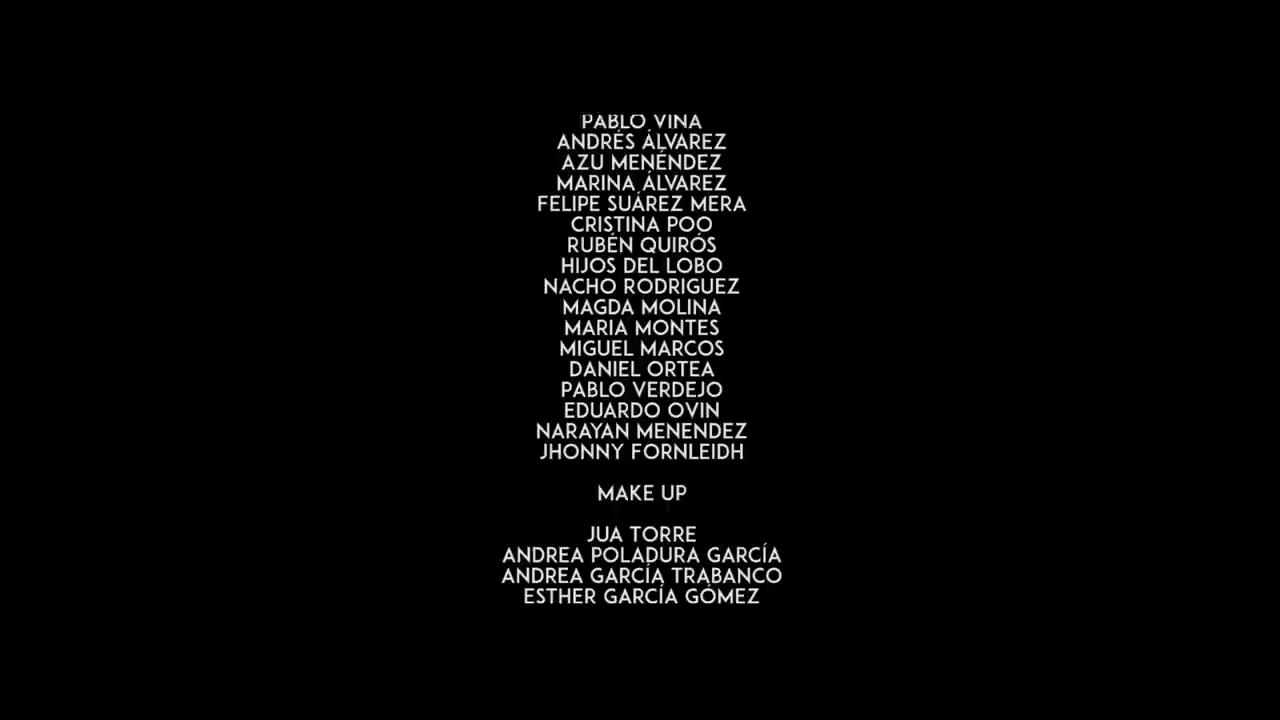 PABLO VINA
ANDRÉS ÁLVAREZ
AZU MENÉNDEZ
MARINA ÁLVAREZ
FELIPE SUÁREZ MERA
CRISTINA POO
RUBÉN QUIRÓS
HIJOS DEL LOBO
NACHO RODRIGUEZ
MAGDA MOLINA
MARIA MONTES
MIGUEL MARCOS
DANIEL ORTEA
PABLO VERDEJO
EDUARDO OVIN
NARAYAN MENENDEZ
JHONNY FORNLEIDH
MAKE UP
JUA TORRE
ANDREA POLADURA GARCÍA
ANDREA GARCÍA TRABANCO
ESTHER GARCÍA GÓMEZ